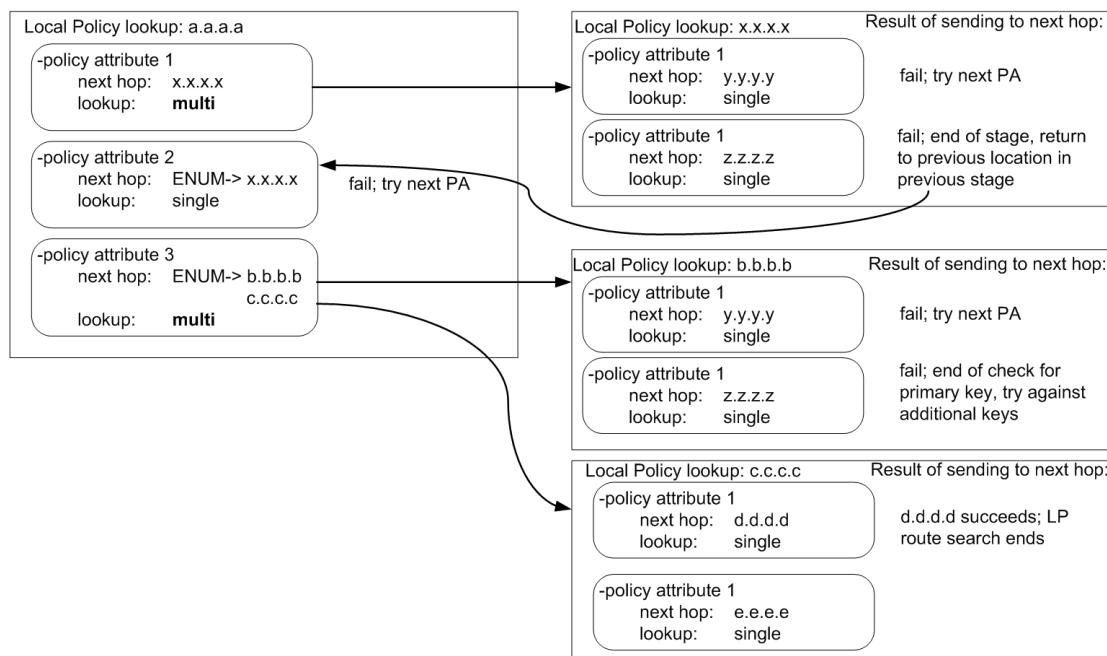 Local Policy lookup: a.a.a.a
-policy attribute 1
next hop: x.x.x.x
lookup: multi
-policy attribute 2
next hop: ENUM-> x.x.x.x
lookup: single
fail; try next PA
-policy attribute 3
next hop: ENUM-> b.b.b.b
c.c.c.c
lookup: multi
Local Policy lookup: x.x.x.x
Result of sending to next hop:
-policy attribute 1
next hop: y.y.y.y
lookup: single
fail; try next PA
-policy attribute 1
next hop: z.z.z.z
lookup: single
fail; end of stage, return
to previous location in
previous stage
Local Policy lookup: b.b.b.b
Result of sending to next hop:
-policy attribute 1
next hop: y.y.y.y
lookup: single
fail; try next PA
-policy attribute 1
next hop: z.z.z.z
lookup: single
fail; end of check for
primary key, try against
additional keys
Local Policy lookup: c.c.c.c
Result of sending to next hop:
-policy attribute 1
next hop: d.d.d.d
lookup: single
d.d.d.d succeeds; LP
route search ends
-policy attribute 1
next hop: e.e.e.e
lookup: single